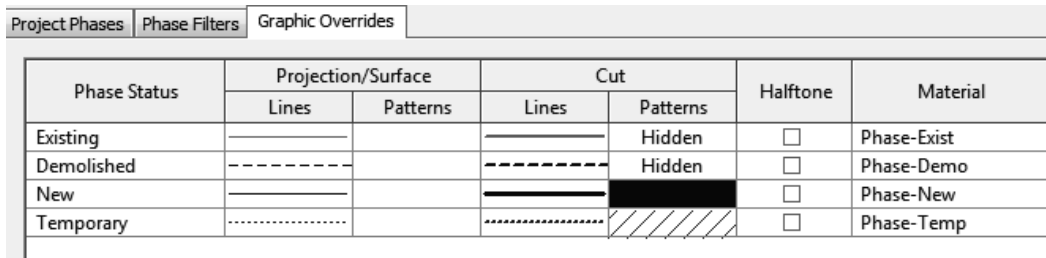 Project Phases Phase Filters Graphic Overrides
Phase Status Projection/Surface Cut Halftone Material
Lines Patterns Lines Patterns
Existing Hidden Phase-Exist
Demolished Hidden Phase-Demo
New Phase-New
Temporary Phase-Temp